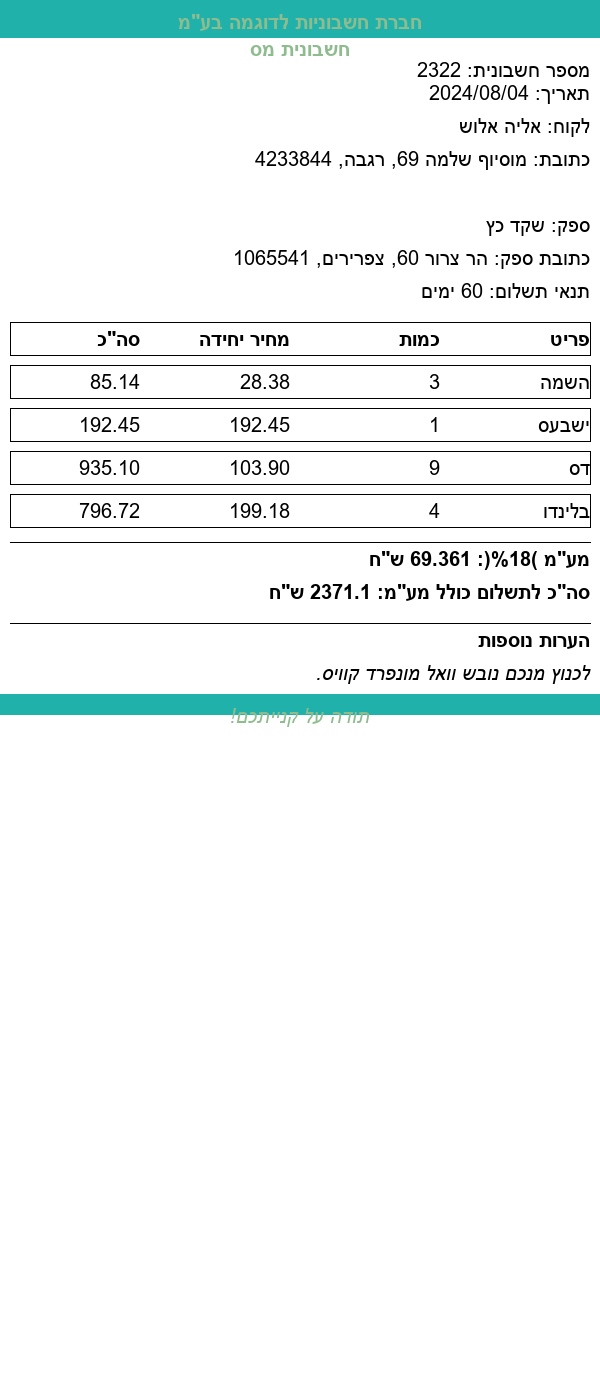 חברת חשבוניות לדוגמה בע"מ
חשבונית מס
מספר חשבונית: 2322
תאריך: 2024/08/04
לקוח: אליה אלוש
כתובת: מוסיוף שלמה 69, רגבה, 4233844
ספק: שקד כץ
כתובת ספק: הר צרור 60, צפרירים, 1065541
תנאי תשלום: 60 ימים
פריט כמות מחיר יחידה סה"כ
השמה 3 28.38 85.14
ישבעס 1 192.45 192.45
דס 9 103.90 935.10
בלינדו 4 199.18 796.72
מע"מ )18%(: 69.361 ש"ח
סה"כ לתשלום כולל מע"מ: 2371.1 ש"ח
הערות נוספות
לכנוץ מנכם נובש וואל מונפרד קוויס.
תודה על קנייתכם!